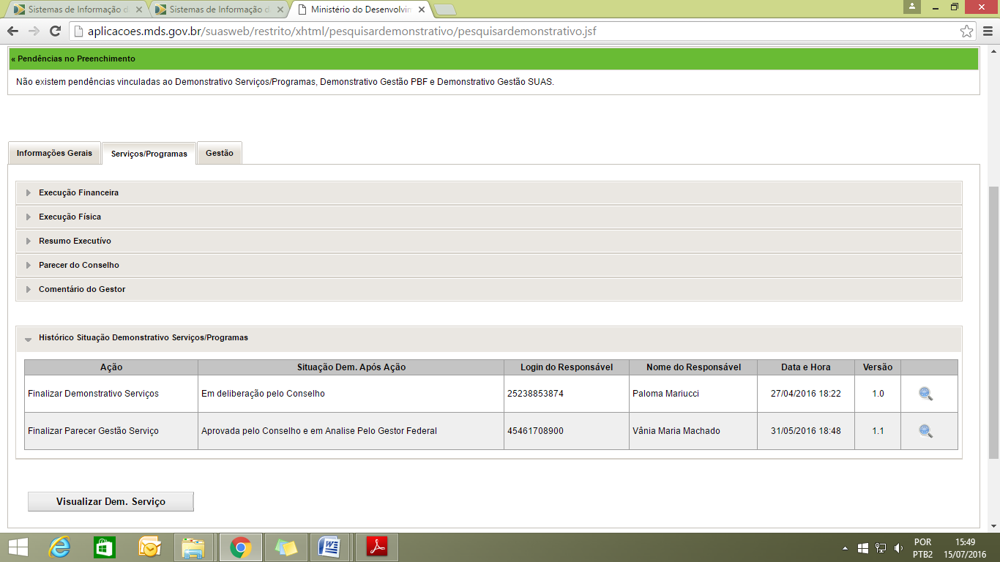 Sistemas de Informação d
Sistemas de Informação d
Ministério do Desenvolvim
aplicacoes.mds.gov.br/suasweb/restrito/xhtml/pesquisardemonstrativo/pesquisardemonstrativo.jsf
« Pendências no Preenchimento
Não existem pendências vinculadas ao Demonstrativo Serviços/Programas, Demonstrativo Gestão PBF e Demonstrativo Gestão SUAS.
Informações Gerais Serviços/Programas Gestão
Execução Financeira
Execução Física
Resumo Executívo
Parecer do Conselho
Comentário do Gestor
Histórico Situação Demonstrativo Serviços/Programas
Ação Situação Dem. Após Ação Login do Responsável Nome do Responsável Data e Hora Versão
Finalizar Demonstrativo Serviços Em deliberação pelo Conselho 25238853874 Paloma Mariucci 27/04/2016 18:22 1.0
Finalizar Parecer Gestão Serviço Aprovada pelo Conselho e em Analise Pelo Gestor Federal 45461708900 Vânia Maria Machado 31/05/2016 18:48 1.1
Visualizar Dem. Serviço
POR 15:49
PTB2 15/07/2016